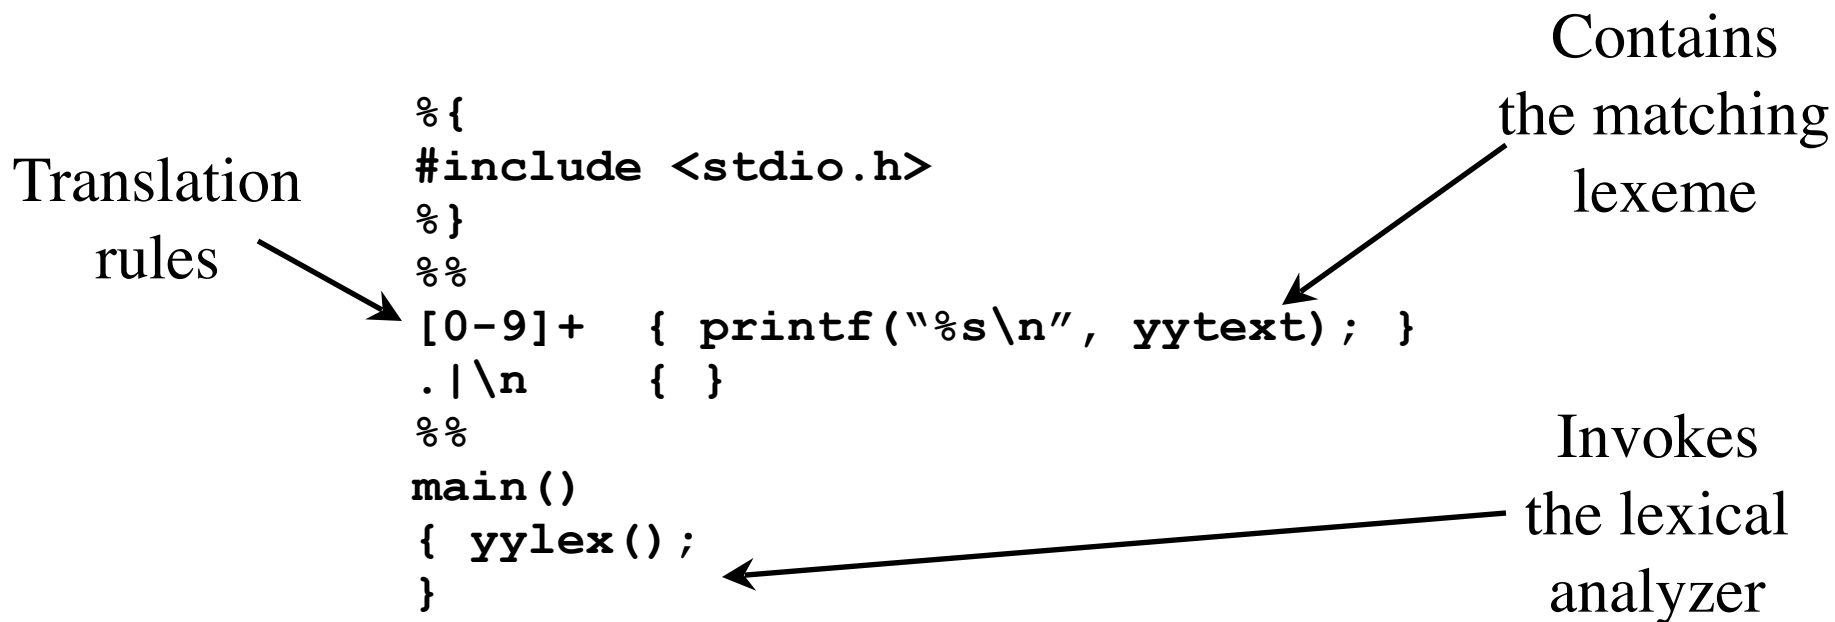 Contains
the matching
lexeme
Translation
rules
%{
#include <stdio.h>
%}
%%
[0-9]+  { printf(“%s\n”, yytext); }
.|\n    { }
%%
main()
{ yylex();
}
Invokes
the lexical
analyzer